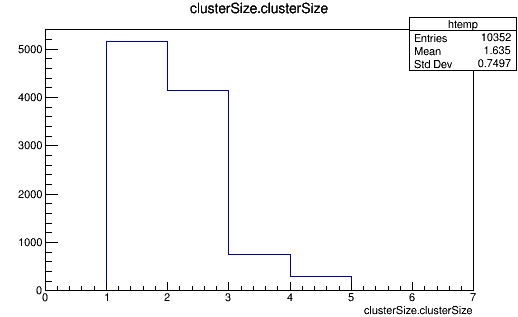 clusterSize.clusterSize
htemp
Entries 10352
Mean 1.635
Std Dev 0.7497
5000
4000
3000
2000
1000
0
0 1 2 3 4 5 6 7
clusterSize.clusterSize